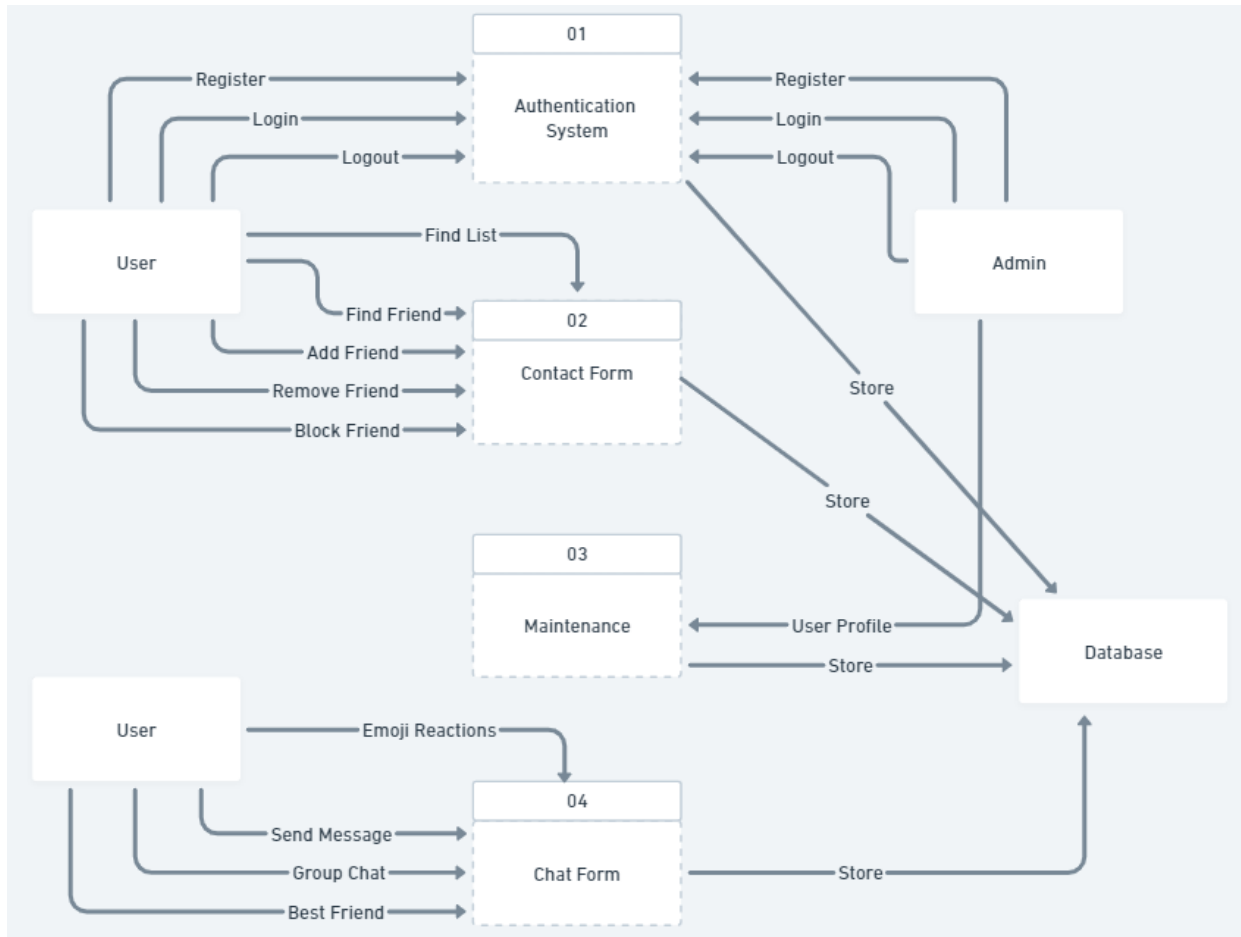 01
Register
Register
Authentication
System
Login
Login
Logout
Logout
User
Find List
Admin
Find Friend
02
Add Friend
Contact Form
Remove Friend
Store
Block Friend
Store
03
Maintenance
User Profile
Database
Store
User
Emoji Reactions
04
Send Message
Group Chat
Chat Form
Store
Best Friend